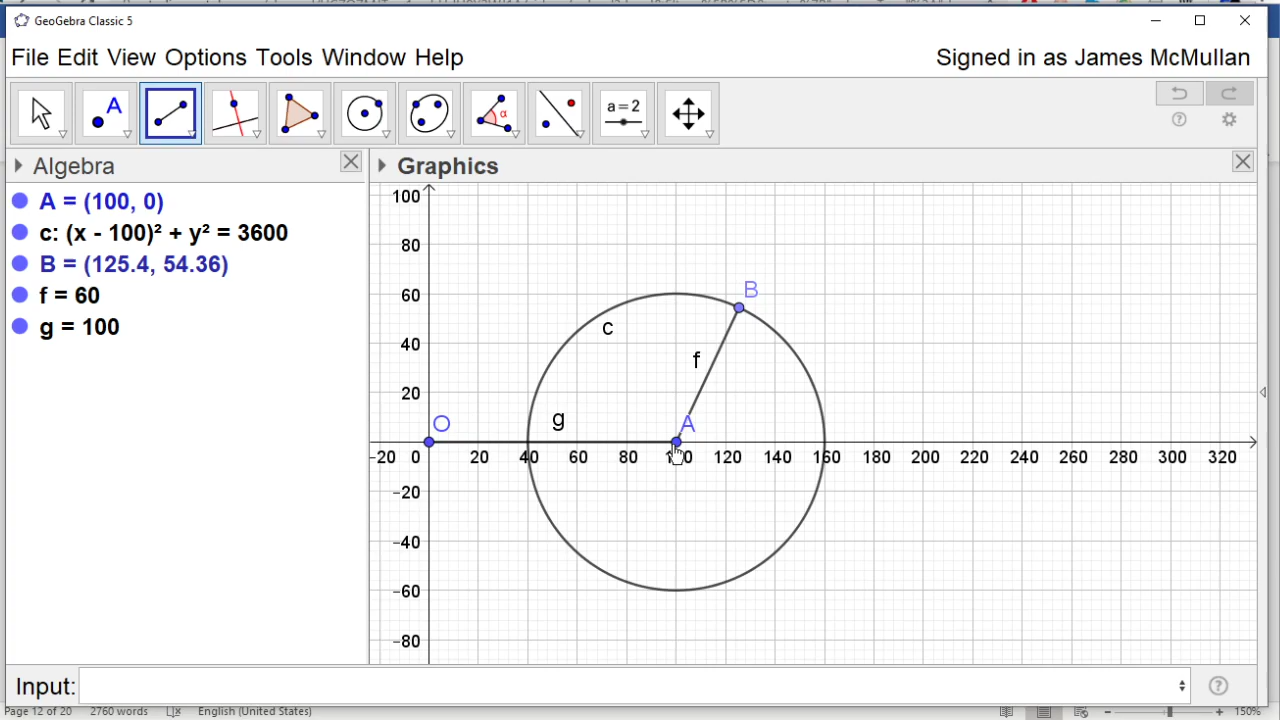 GeoGebra Classic 5
File Edit View Options Tools Window Help
Signed in as James McMullan
A
α
a = 2
Algebra
Graphics
A = (100, 0)
c: (x - 100)² + y² = 3600
B = (125.4, 54.36)
f = 60
g = 100
100
80
60
40
20
B
c
f
g
O
A
-20 0 20 40 60 80 120 140 160 180 200 220 240 260 280 300 320
-20
-40
-60
-80
Input:
Page 12 of 20 2760 words English (United States) 150%